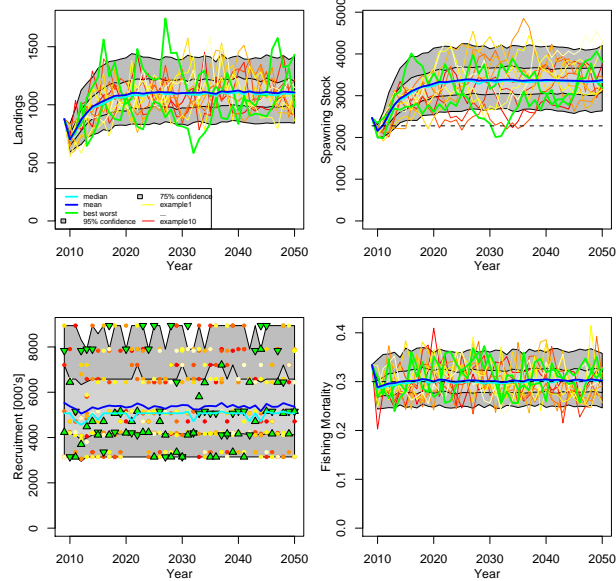 Landings
0 500 1000 1500
2010 2020 2030 2040 2050
Year
median
mean
best worst
95% confidence
75% confidence
example1
...
example10
Spawning Stock
0 1000 2000 3000 4000 5000
2010 2020 2030 2040 2050
Year
Recruitment [0000's]
0 2000 4000 6000 8000
2010 2020 2030 2040 2050
Year
Fishing Mortality
0.0 0.1 0.2 0.3 0.4
2010 2020 2030 2040 2050
Year